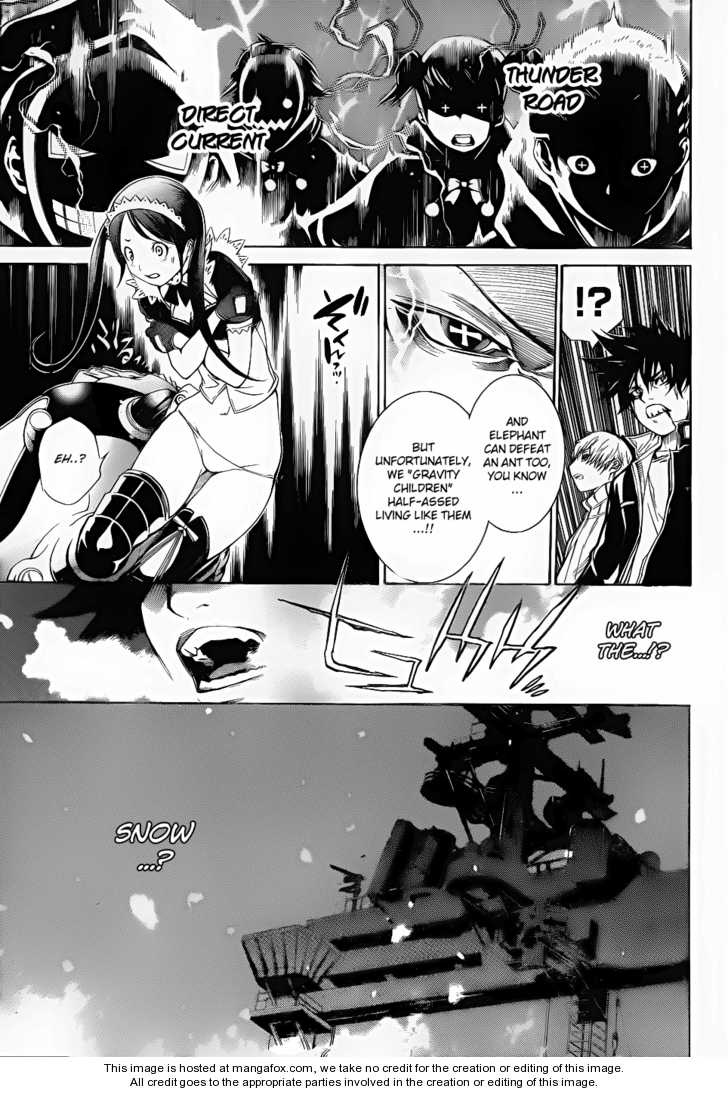 THUNDER
ROAD
DIRECT
CURRENT
!?
AND
ELEPHANT
CAN DEFEAT
AN ANT TOO,
YOU KNOW
...
BUT
UNFORTUNATELY,
WE "GRAVITY
CHILDREN"
HALF-ASSED
LIVING LIKE THEM
...!!
EH..?
WHAT
THE...!?
SNOW
...?
This image is hosted at mangafox.com, we take no credit for the creation or editing of this image.
All credit goes to the appropriate parties involved in the creation or editing of this image.